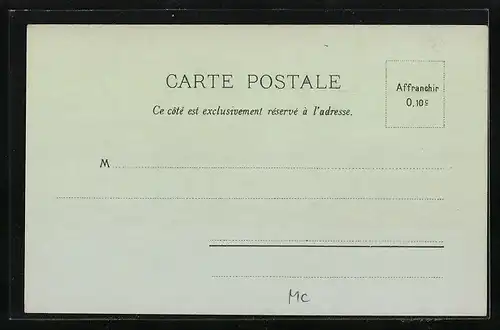 CARTE POSTALE
Ce côté est exclusivement réservé à l'adresse.
Affranchir
0,10c
M
MC